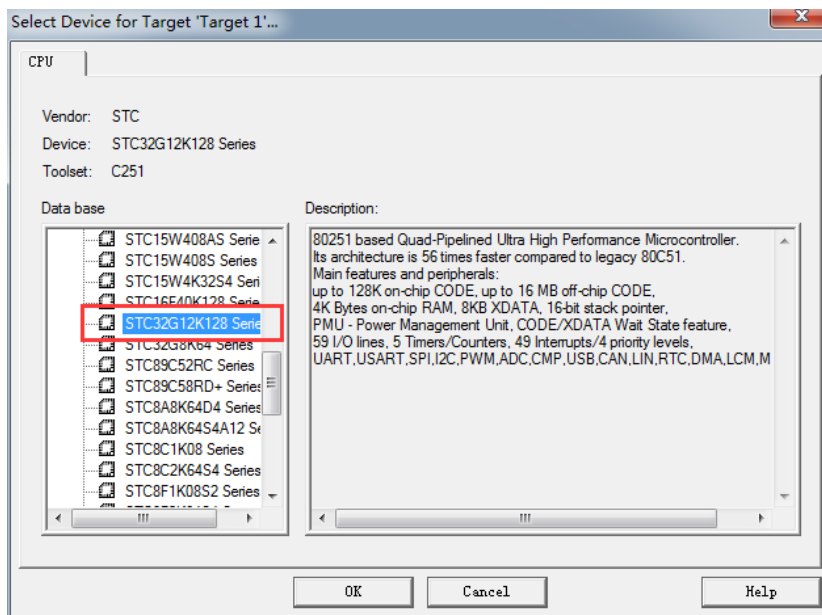 Select Device for Target 'Target 1'...
CPU
Vendor: STC
Device: STC32G12K128 Series
Toolset: C251
Data base
Description:
STC15W408AS Serie
STC15W408S Series
STC15W4K32S4 Seri
STC16F40K128 Serie
STC32G12K128 Serie
STC32G8K64 Series
STC89C52RC Series
STC89C58RD+ Series
STC8A8K64D4 Series
STC8A8K64S4A12 Se
STC8C1K08 Series
STC8C2K64S4 Series
STC8F1K08S2 Series
80251 based Quad-Pipelined Ultra High Performance Microcontroller.
Its architecture is 56 times faster compared to legacy 80C51.
Main features and peripherals:
up to 128K on-chip CODE, up to 16 MB off-chip CODE,
4K Bytes on-chip RAM, 8KB XDATA, 16-bit stack pointer,
PMU - Power Management Unit, CODE/XDATA Wait State feature,
59 I/O lines, 5 Timers/Counters, 49 Interrupts/4 priority levels,
UART,USART,SPI,I2C,PWM,ADC,CMP,USB,CAN,LIN,RTC,DMA,LCM,M
OK
Cancel
Help